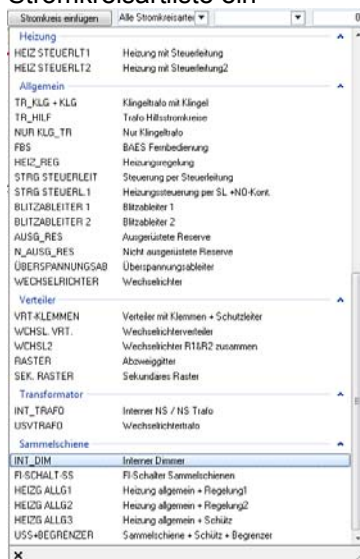 Stromkreisartliste ein
Stromkreis einfügen Alle Stromkreisarter
Heizung
HEIZ STEUERLT1 Heizung mit Steuerleitung
HEIZ STEUERLT2 Heizung mit Steuerleitung2
Allgemein
TR_KLG + KLG Klingeltrafo mit Klingel
TR_HILF Trafo Hilfsstromkreise
NUR KLG_TR Nur Klingeltrafo
FBS BAES Fernbedienung
HEIZ_REG Heizungsregelung
STRG STEUERLEIT Steuerung per Steuerleitung
STRG STEUERL.1 Heizungssteuerung per SL +NO-Kont.
BLITZABLEITER 1 Blitzableiter 1
BLITZABLEITER 2 Blitzableiter 2
AUSG_RES Ausgerüstete Reserve
N_AUSG_RES Nicht ausgerüstete Reserve
ÜBERSPANNUNGSAB Überspannungsableiter
WECHSELRICHTER Wechselrichter
Verteiler
VRT-KLEMMEN Verteiler mit Klemmen + Schutzleiter
WCHSL. VRT. Wechselrichterverteiler
WCHSL2 Wechselrichter R1&R2 zusammen
RASTER Abzweiggitter
SEK. RASTER Sekundäres Raster
Transformator
INT_TRAFO Interner NS / NS Trafo
USVTRAFO Wechselrichtertrafo
Sammelschiene
INT_DIM Interner Dimmer
FI-SCHALT-SS FI-Schalter Sammelschienen
HEIZG ALLG1 Heizung allgemein + Regelung1
HEIZG ALLG2 Heizung allgemein + Regelung2
HEIZG ALLG3 Heizung allgemein + Schütz
USS+BEGRENZER Sammelschiene + Schütz + Begrenzer